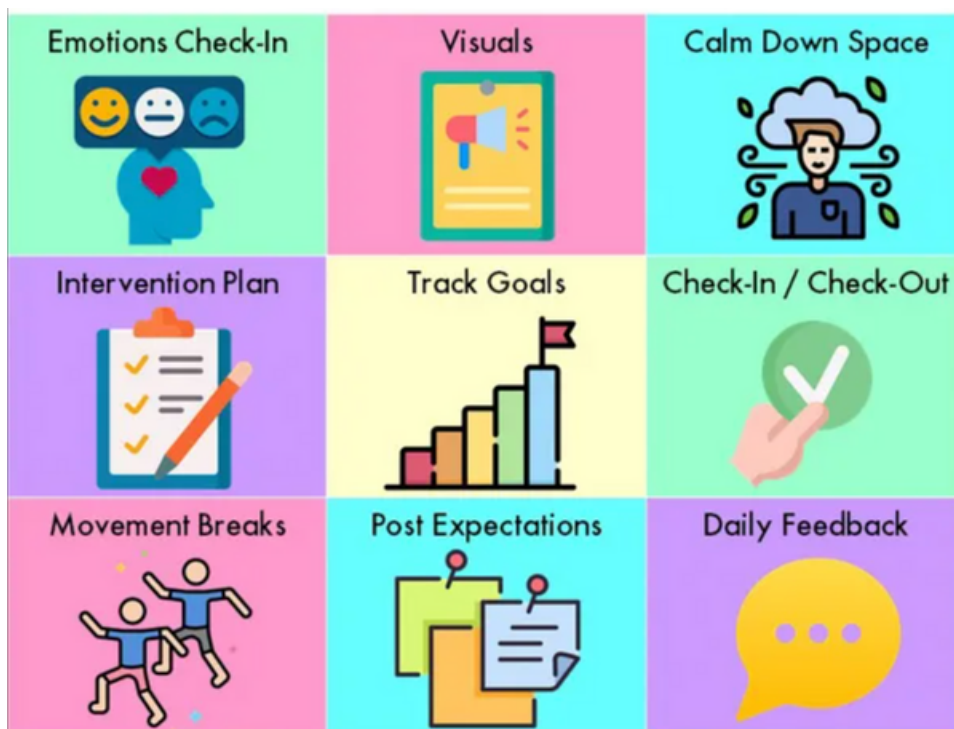 Emotions Check-In
Visuals
Calm Down Space
Intervention Plan
Track Goals
Check-In / Check-Out
Movement Breaks
Post Expectations
Daily Feedback